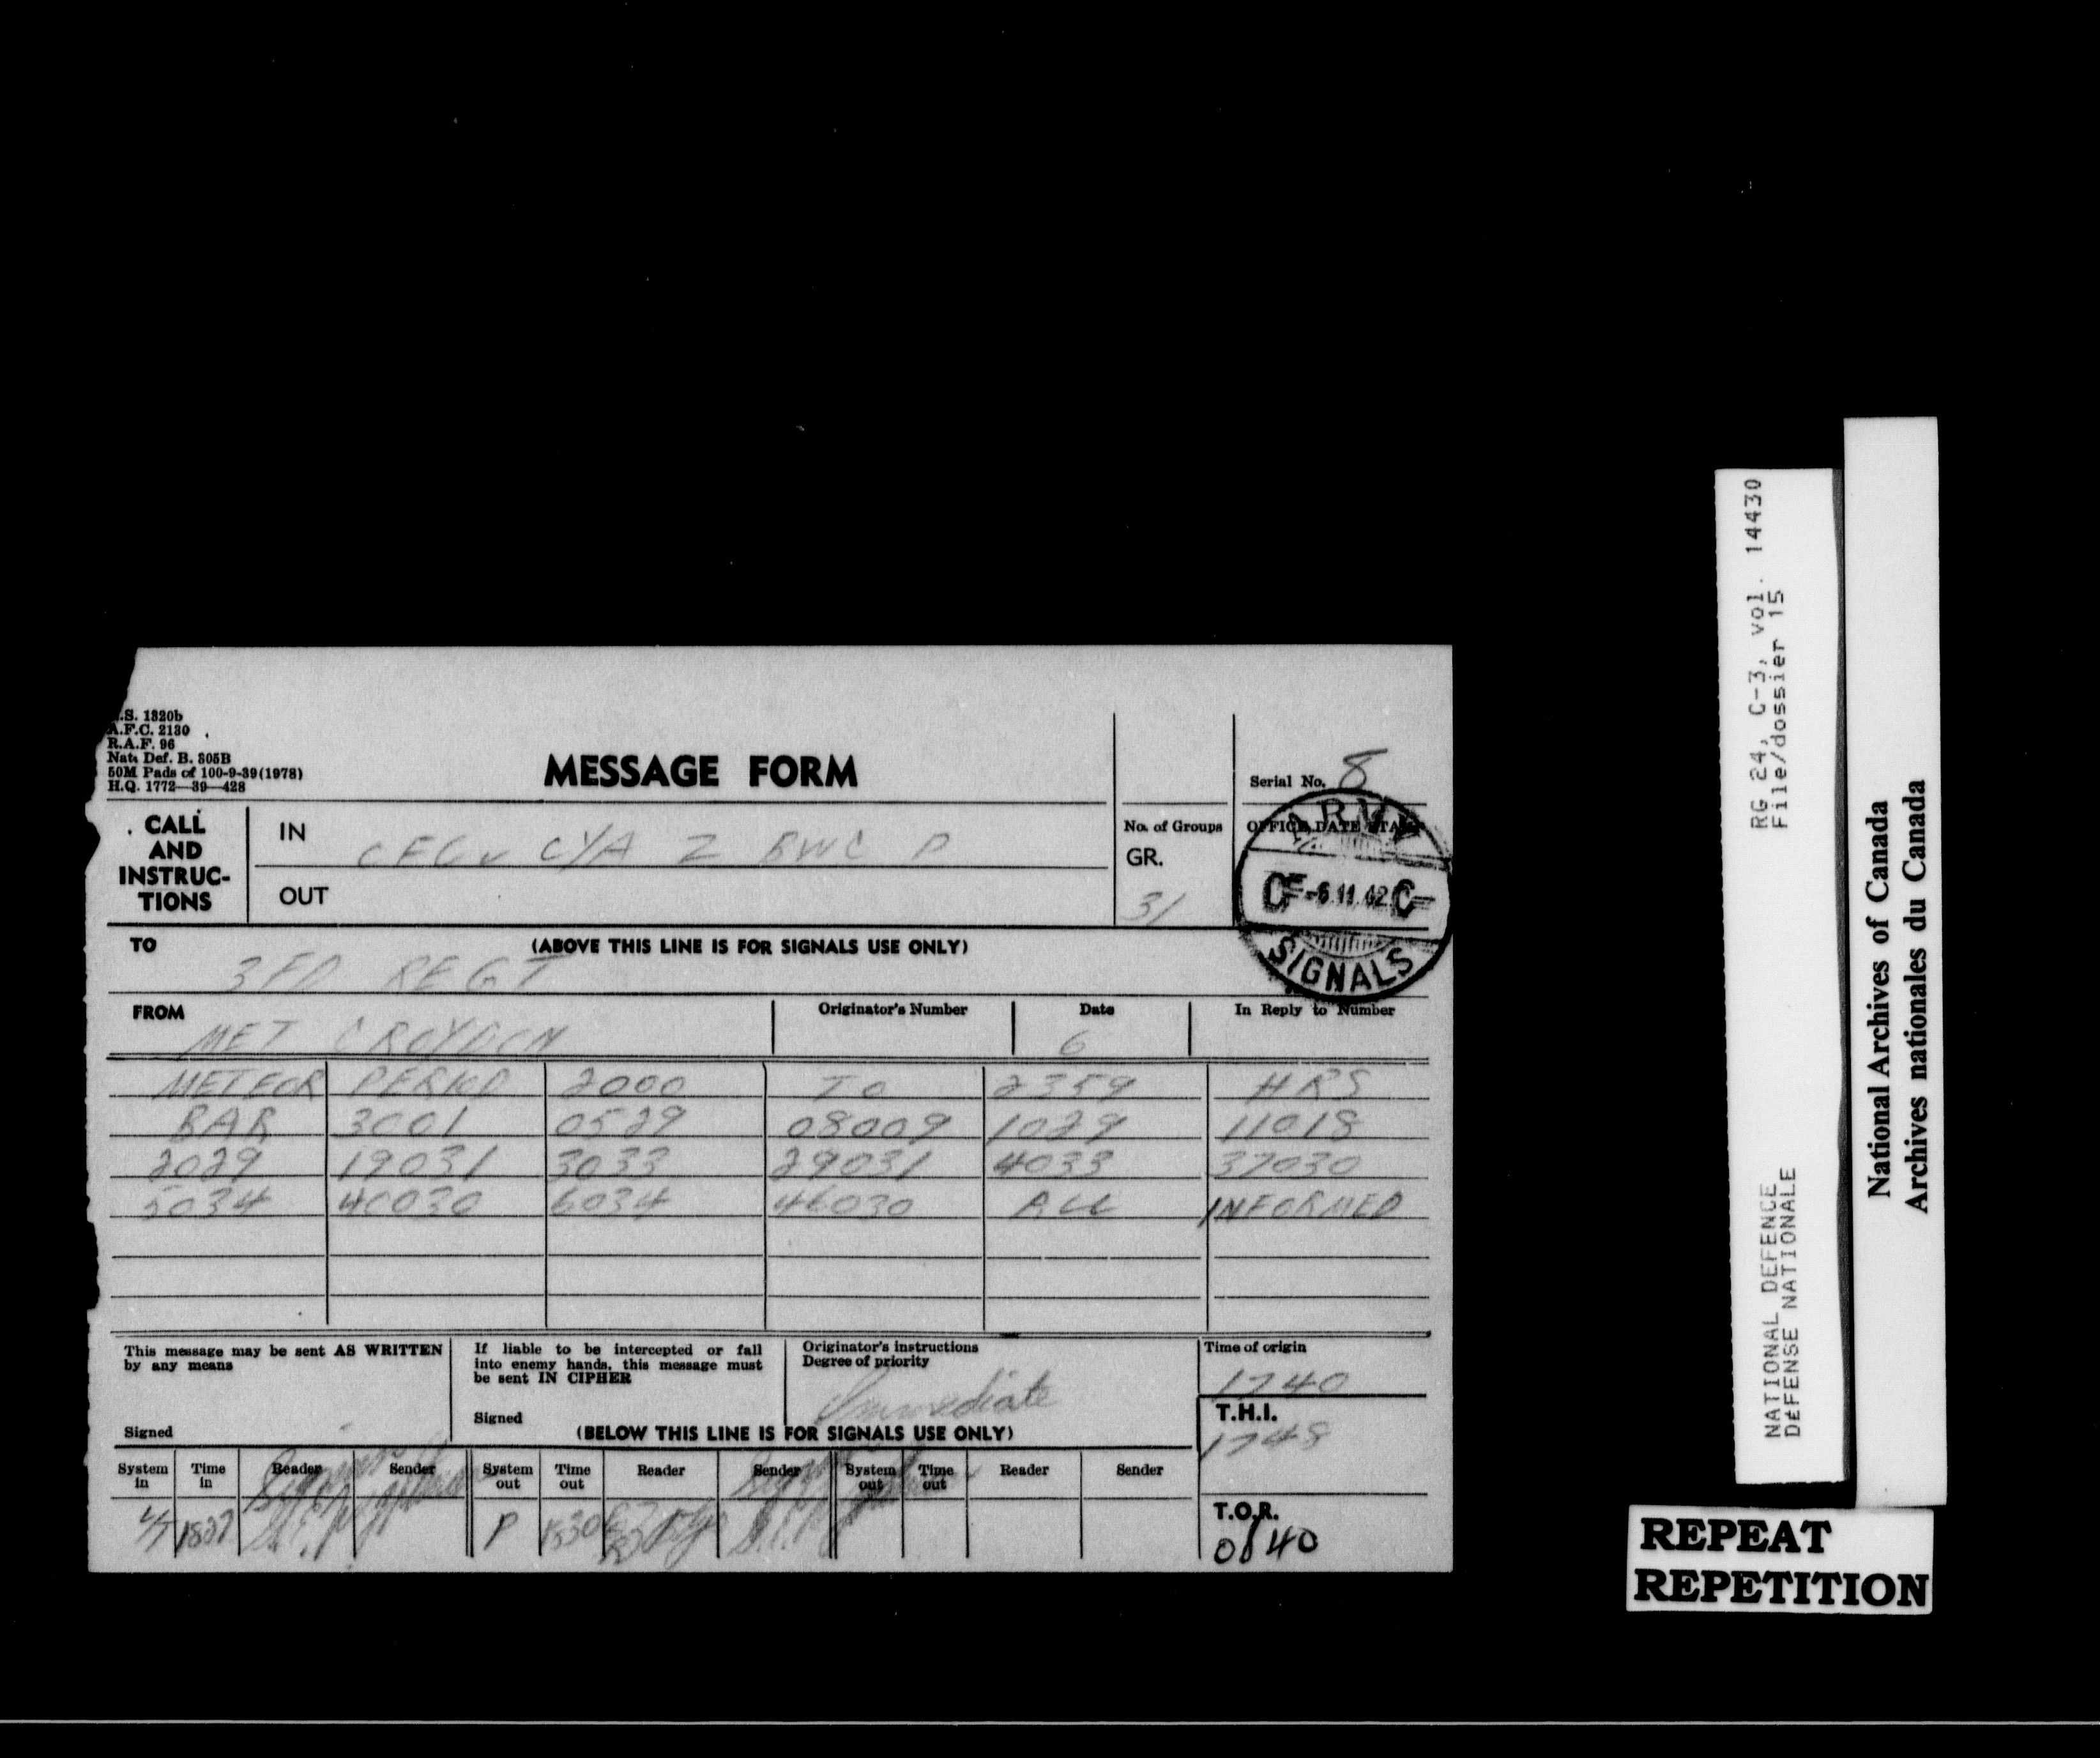 .S. 1320b
A.F.C. 2130
R.A.F. 96
Nat. Def. B. 305B
50M Pads of 100-9-39(1978)
H.Q. 1772—39—428
MESSAGE FORM
Serial No. 8
CALL AND INSTRUC-TIONS
IN CYA Z BWC P
OUT
No. of Groups
GR.
31
OFFICE DATE STAMP
ARMY
CF -6.11.42 C
SIGNALS
TO (ABOVE THIS LINE IS FOR SIGNALS USE ONLY)
3 FD REGT
FROM Originator's Number Date In Reply to Number
MET CROYDON 6
METEOR PERIOD 2000 TO 2359 HRS
BAR 3001 0529 08009 1029 11018
2029 19031 3033 29031 4033 37030
5034 40030 6034 46030 ALL INFORMED
This message may be sent AS WRITTEN
by any means
Signed
If liable to be intercepted or fall
into enemy hands, this message must
be sent IN CIPHER
Signed
Originator's instructions
Degree of priority
Immediate
Time of origin
1740
(BELOW THIS LINE IS FOR SIGNALS USE ONLY)
T.H.I.
1748
System in Time in Reader Sender System out Time out Reader Sender System out Time out Reader Sender
1827 P 1830
T.O.R.
0840
RG 24, C-3, vol. 14430
File/dossier 15
NATIONAL DEFENCE
DÉFENSE NATIONALE
National Archives of Canada
Archives nationales du Canada
REPEAT
REPETITION